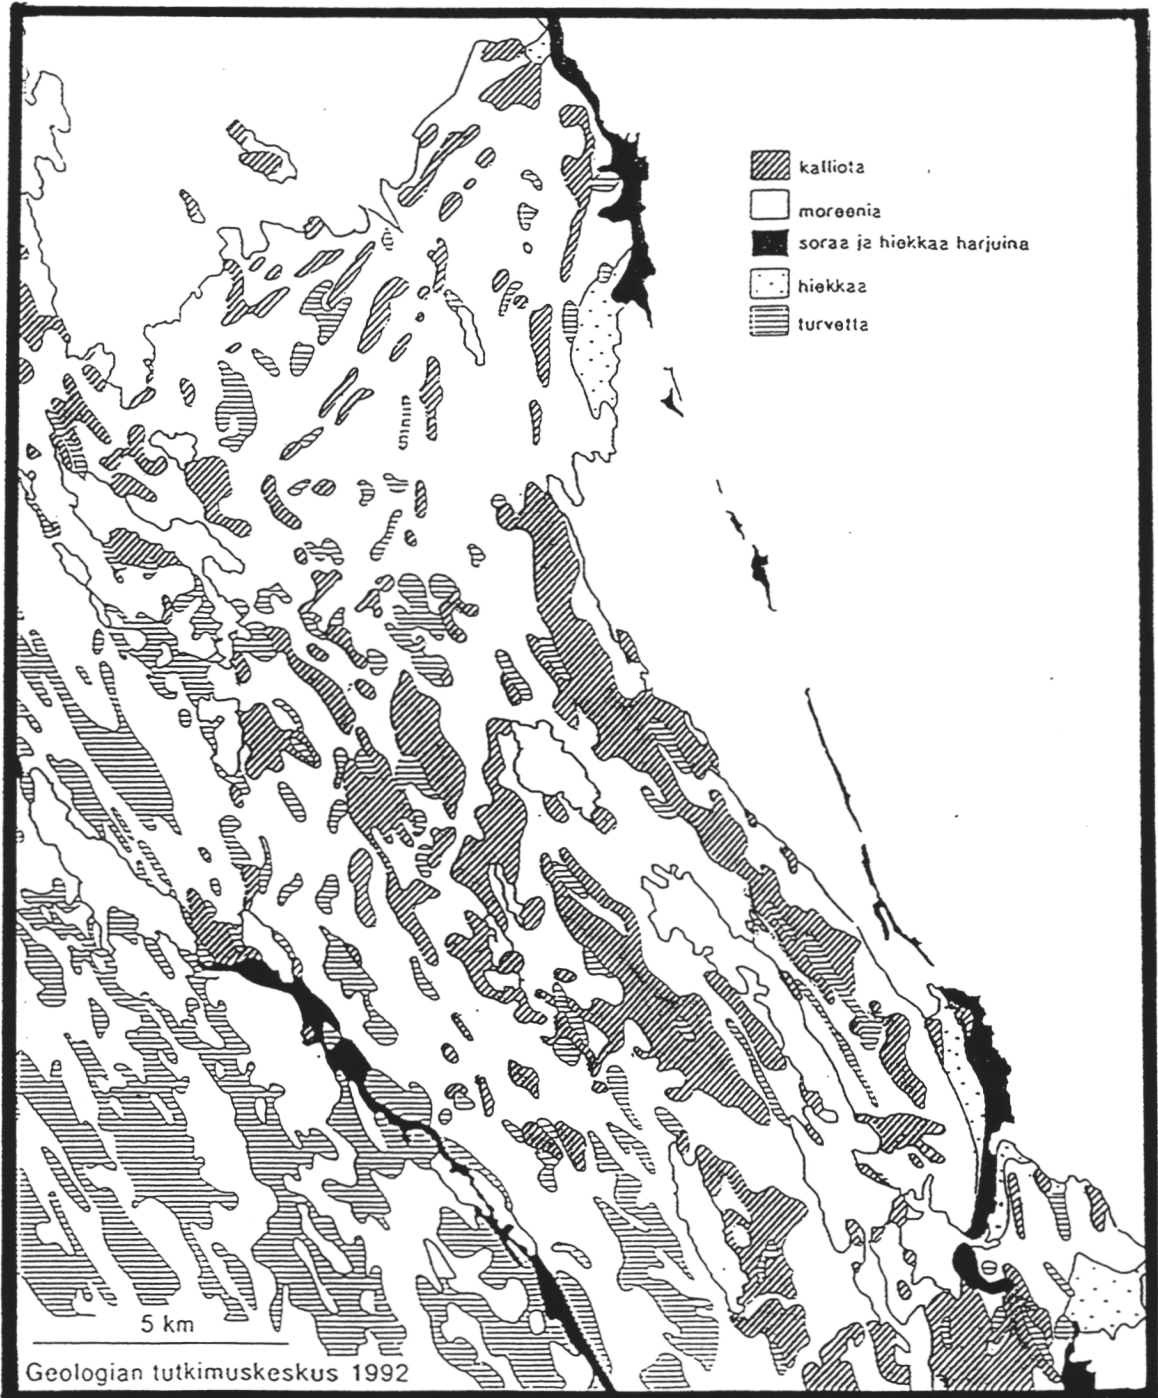 kalliota
moreenia
soraa ja hiekkaa harjuina
hiekkaa
turvetta
5 km
Geologian tutkimuskeskus 1992